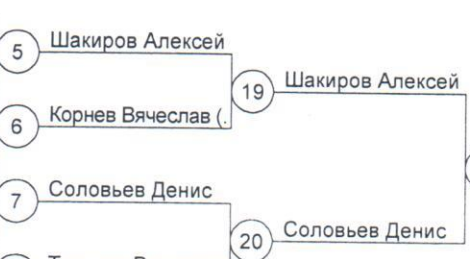 5 Шакиров Алексей
19 Шакиров Алексей
6 Корнев Вячеслав (.
7 Соловьев Денис
20 Соловьев Денис